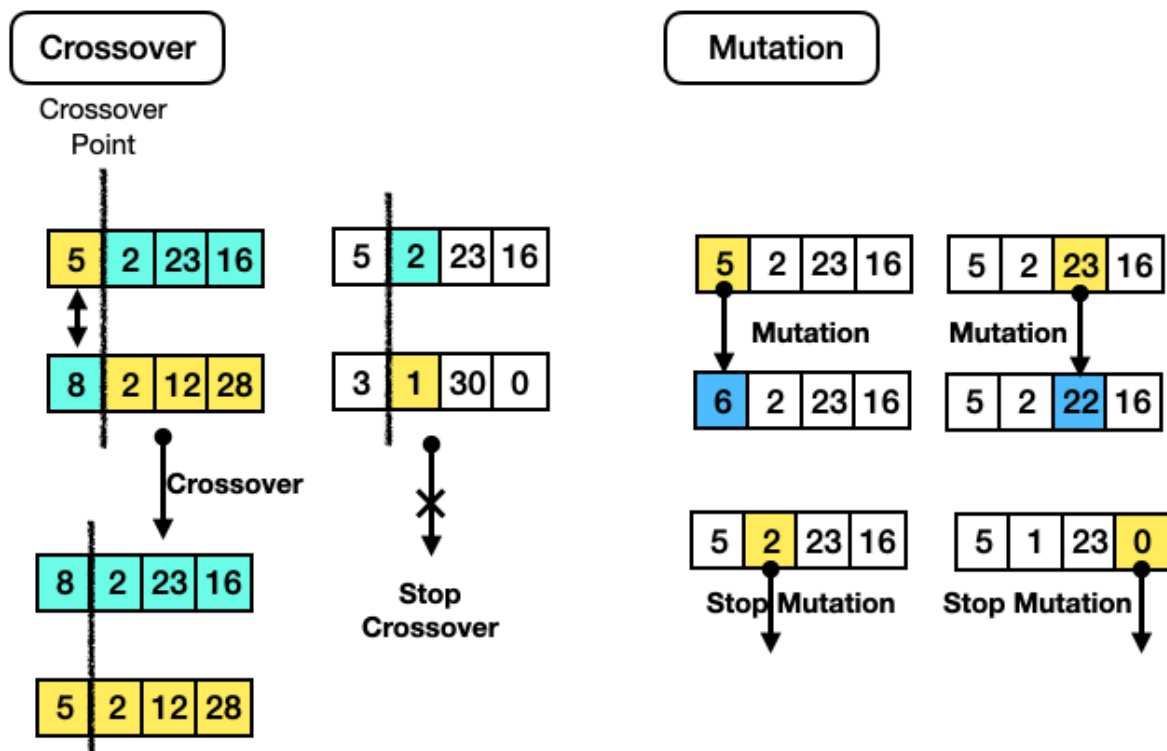 Crossover
Crossover
Point
5 2 23 16
8 2 12 28
Crossover
8 2 23 16
5 2 12 28
5 2 23 16
3 1 30 0
Stop
Crossover
Mutation
5 2 23 16
Mutation
6 2 23 16
5 2 23 16
Mutation
5 2 22 16
5 2 23 16
Stop Mutation
5 1 23 0
Stop Mutation